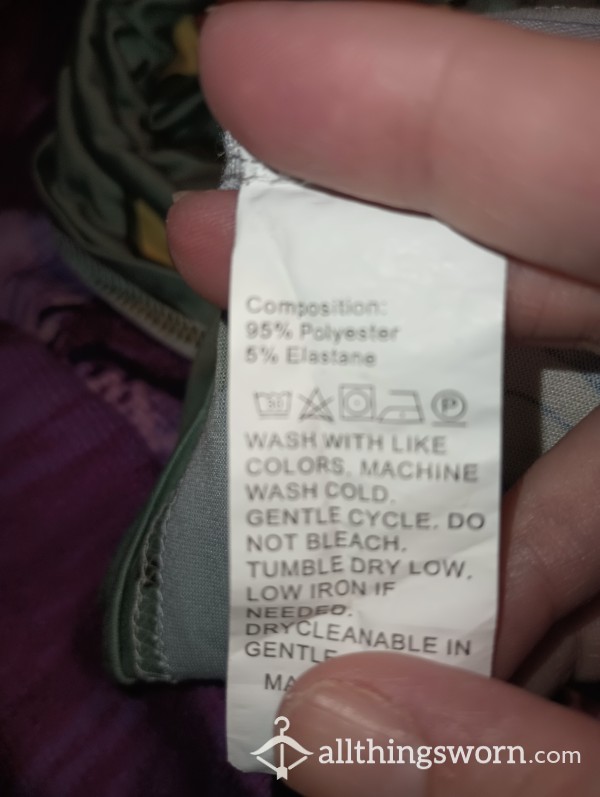 Composition:
95% Polyester
5% Elastane
P
WASH WITH LIKE
COLORS. MACHINE
WASH COLD.
GENTLE CYCLE. DO
NOT BLEACH.
TUMBLE DRY LOW.
LOW IRON IF
NEEDED.
DRYCLEANABLE IN
GENTLE
allthingsworn.com